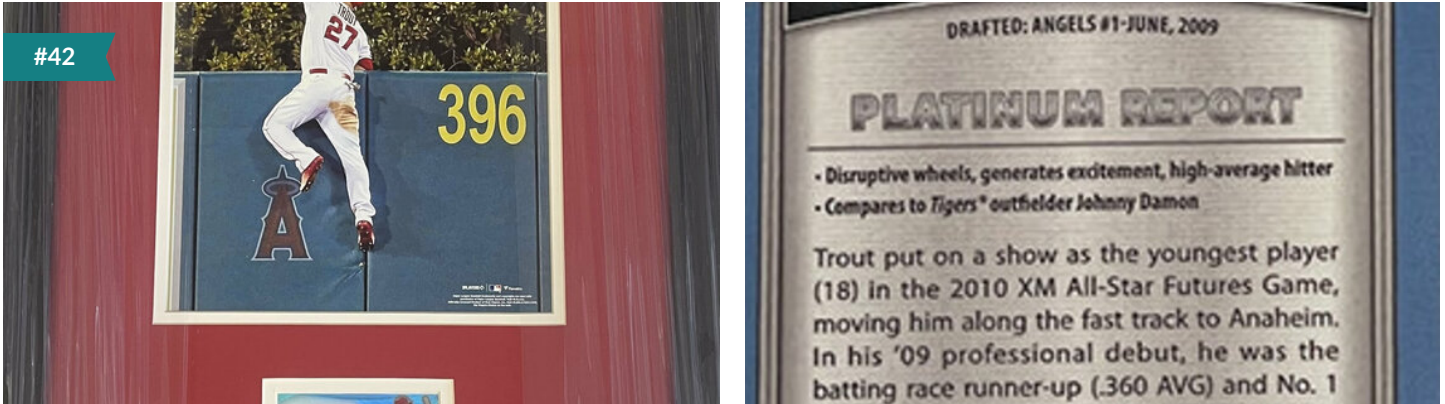 #42
TROUT
27
396
A
DRAFTED: ANGELS #1-JUNE, 2009
PLATINUM REPORT
• Disruptive wheels, generates excitement, high-average hitter
• Compares to Tigers® outfielder Johnny Damon
Trout put on a show as the youngest player
(18) in the 2010 XM All-Star Futures Game,
moving him along the fast track to Anaheim.
In his '09 professional debut, he was the
batting race runner-up (.360 AVG) and No. 1